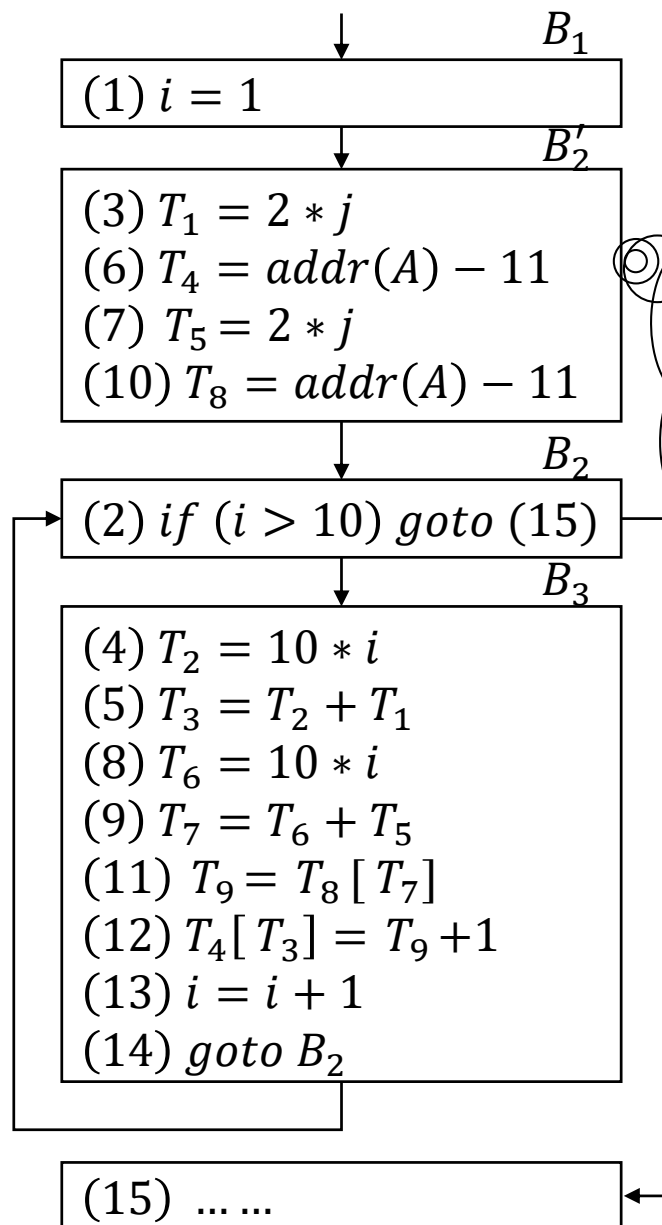 B₁
(1) i = 1
B₂′
(3) T₁ = 2 * j
(6) T₄ = addr(A) − 11
(7) T₅ = 2 * j
(10) T₈ = addr(A) − 11
B₂
(2) if (i > 10) goto (15)
B₃
(4) T₂ = 10 * i
(5) T₃ = T₂ + T₁
(8) T₆ = 10 * i
(9) T₇ = T₆ + T₅
(11) T₉ = T₈ [ T₇]
(12) T₄[ T₃] = T₉ +1
(13) i = i + 1
(14) goto B₂
(15) ... ...